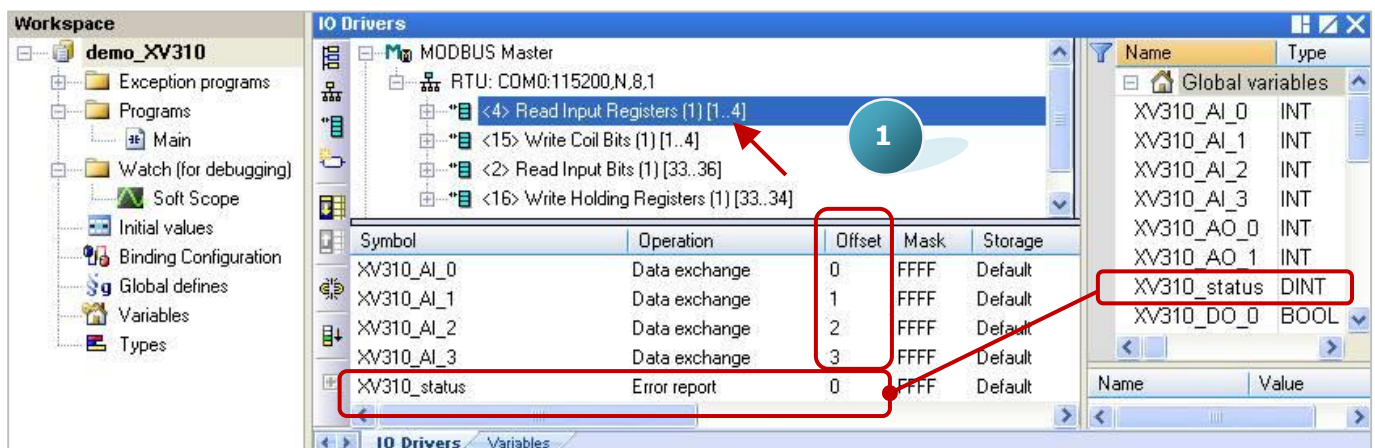 Workspace
demo_XV310
Exception programs
Programs
Main
Watch (for debugging)
Soft Scope
Initial values
Binding Configuration
Global defines
Variables
Types
IO Drivers
MODBUS Master
RTU: COM0:115200,N,8,1
<4> Read Input Registers (1) [1..4]
<15> Write Coil Bits (1) [1..4]
<2> Read Input Bits (1) [33..36]
<16> Write Holding Registers (1) [33..34]
1
Symbol Operation Offset Mask Storage
XV310_AI_0 Data exchange 0 FFFF Default
XV310_AI_1 Data exchange 1 FFFF Default
XV310_AI_2 Data exchange 2 FFFF Default
XV310_AI_3 Data exchange 3 FFFF Default
XV310_status Error report 0 FFFF Default
IO Drivers Variables
Name Type
Global variables
XV310_AI_0 INT
XV310_AI_1 INT
XV310_AI_2 INT
XV310_AI_3 INT
XV310_AO_0 INT
XV310_AO_1 INT
XV310_status DINT
XV310_DO_0 BOOL
Name Value